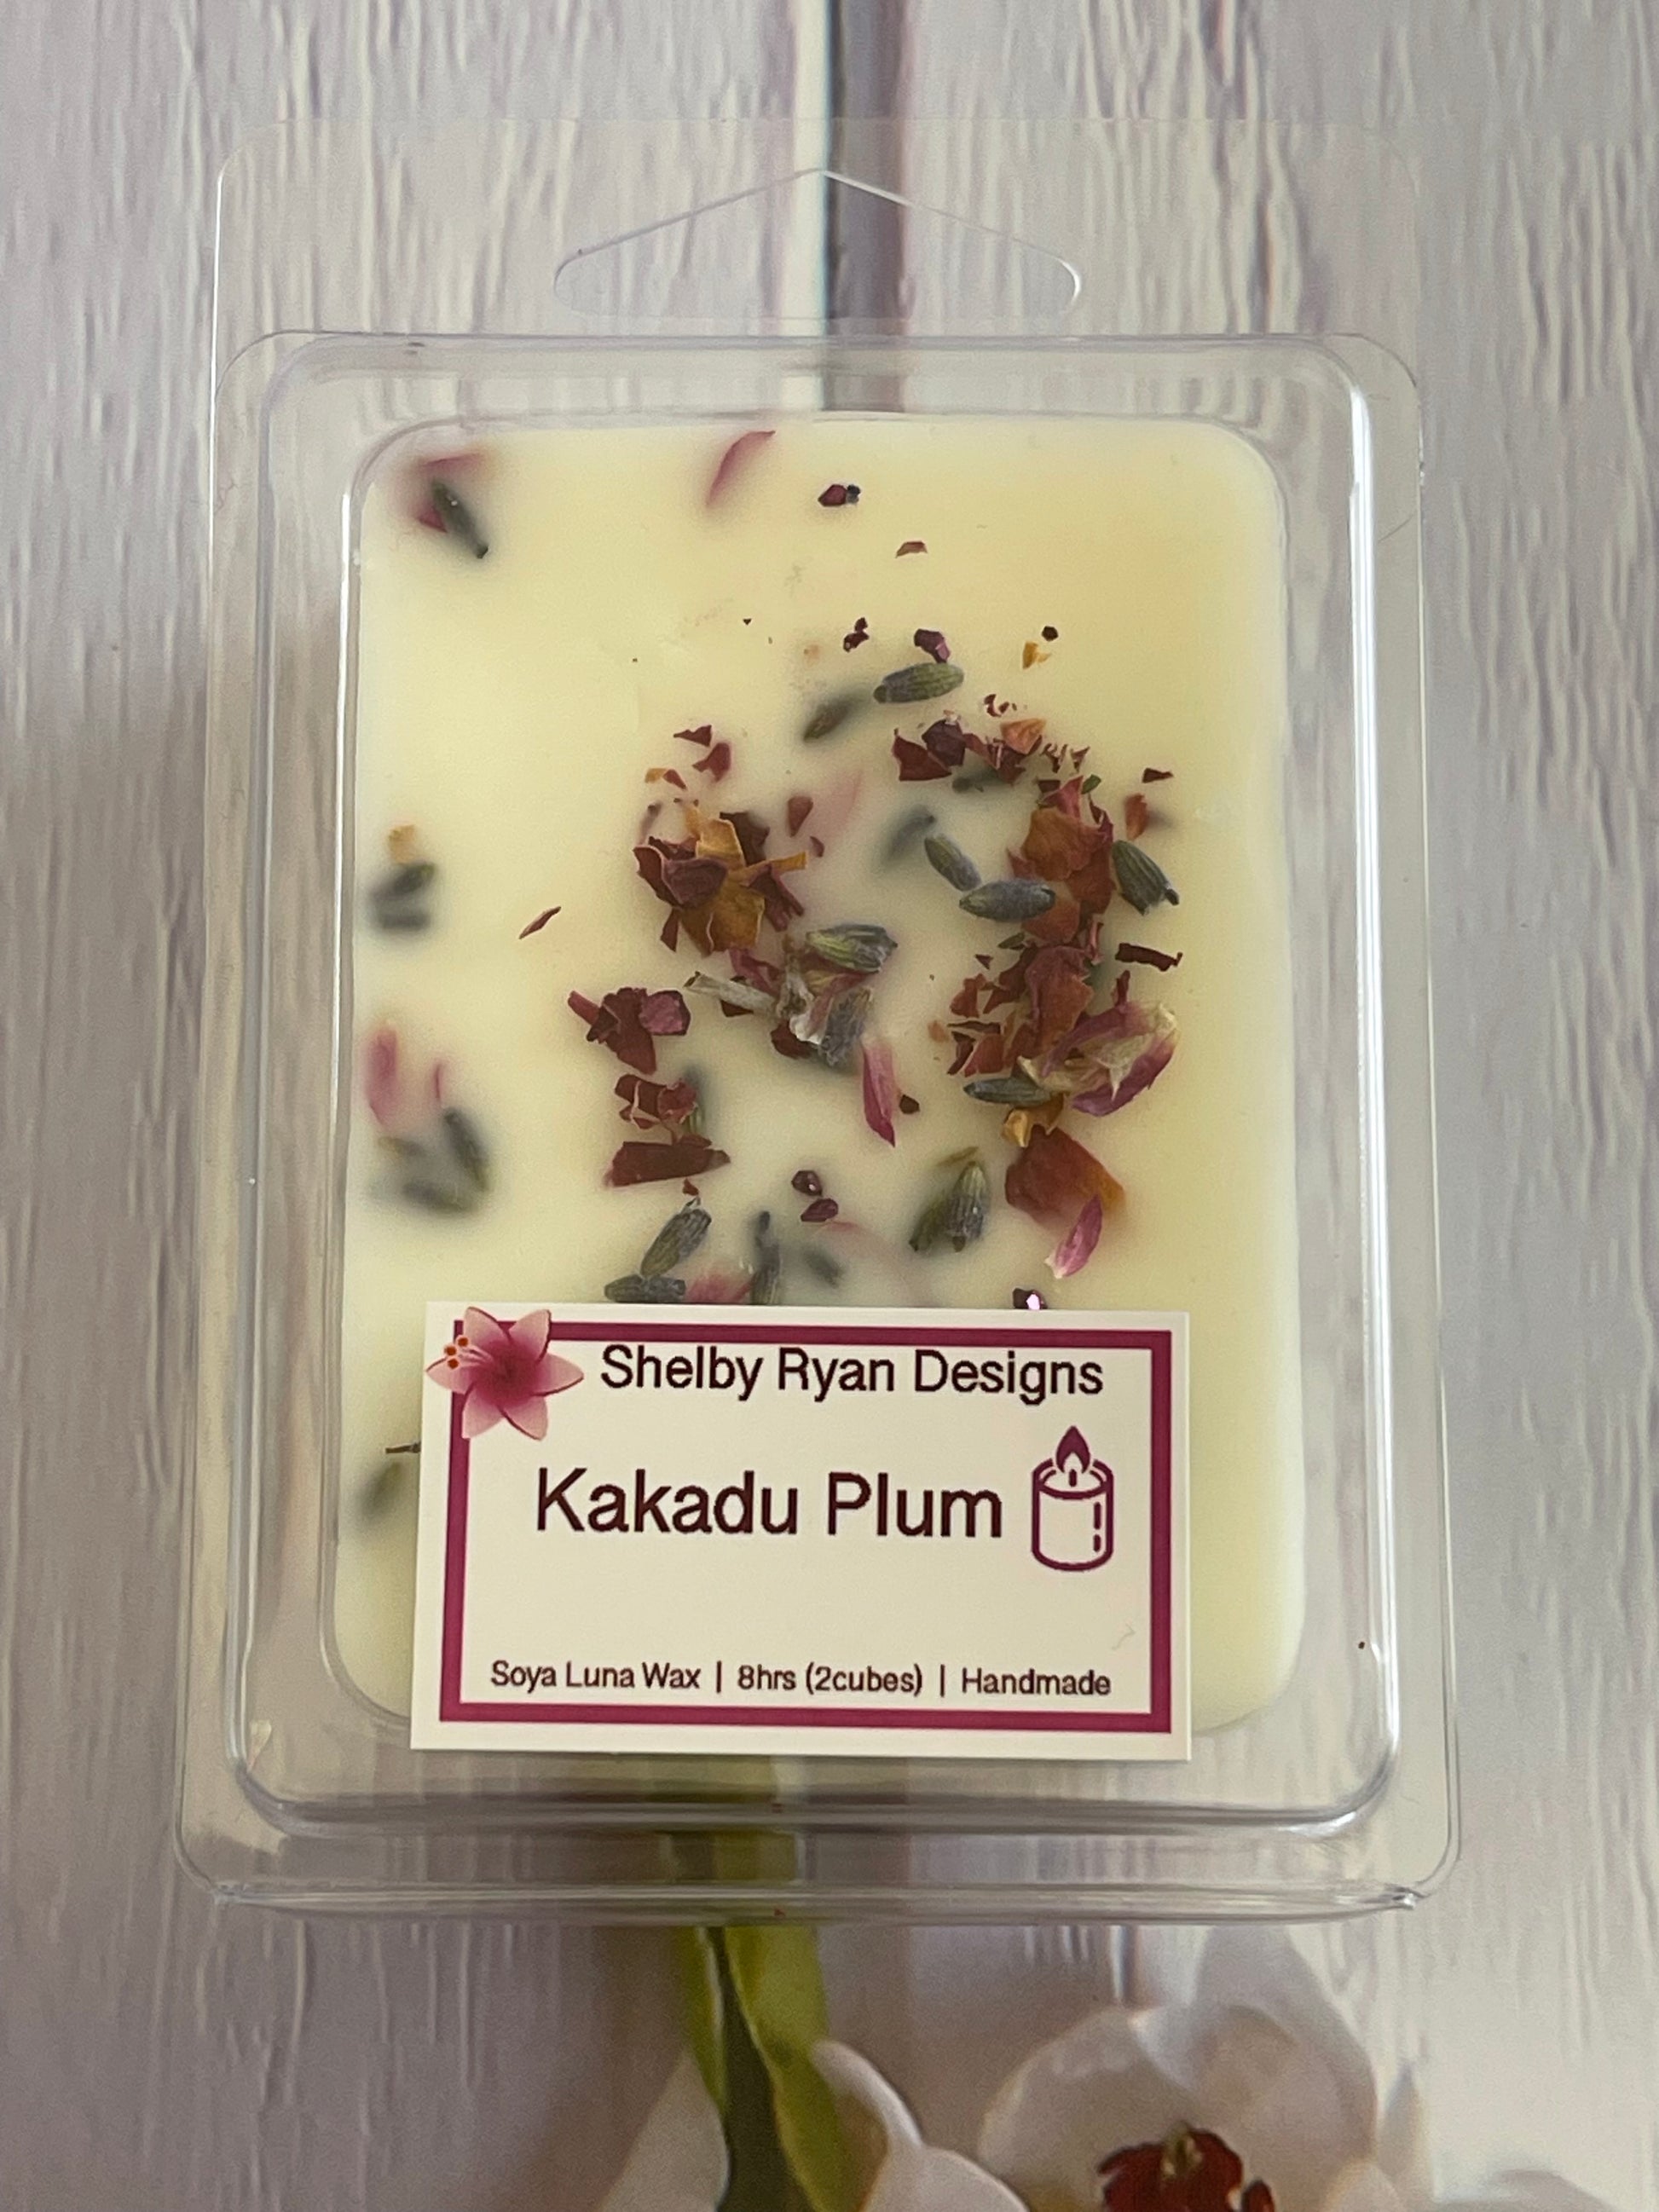 Shelby Ryan Designs
Kakadu Plum
Soya Luna Wax | 8hrs (2cubes) | Handmade